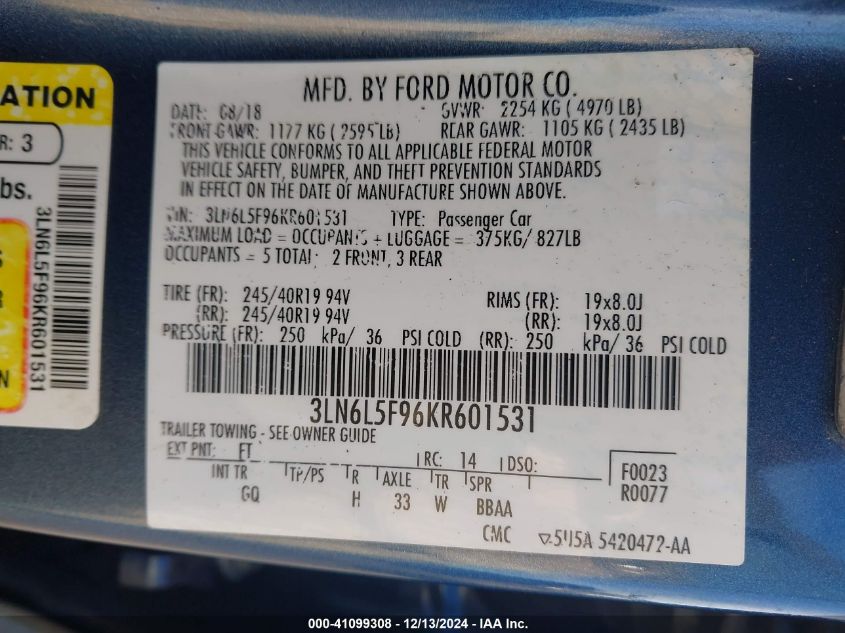 ATION
R: 3
bs.
S
R
N
3LN6L5F96KR601531
MFD. BY FORD MOTOR CO.
DATE: 08/18 GVWR: 2254 KG ( 4970 LB)
FRONT GAWR: 1177 KG ( 2595 LB) REAR GAWR: 1105 KG ( 2435 LB)
THIS VEHICLE CONFORMS TO ALL APPLICABLE FEDERAL MOTOR
VEHICLE SAFETY, BUMPER, AND THEFT PREVENTION STANDARDS
IN EFFECT ON THE DATE OF MANUFACTURE SHOWN ABOVE.
VIN: 3LN6L5F96KR601531 TYPE: Passenger Car
MAXIMUM LOAD = OCCUPANTS + LUGGAGE = 375KG/ 827LB
OCCUPANTS = 5 TOTAL: 2 FRONT, 3 REAR
TIRE (FR): 245/40R19 94V RIMS (FR): 19x8.0J
(RR): 245/40R19 94V (RR): 19x8.0J
PRESSURE (FR): 250 kPa/ 36 PSI COLD (RR): 250 kPa/ 36 PSI COLD
3LN6L5F96KR601531
TRAILER TOWING - SEE OWNER GUIDE
EXT PNT: FT RC: 14 DSO: F0023
INT TR TP/PS R AXLE TR SPR R0077
GQ H 33 W BBAA
CMC 5U5A 5420472-AA
000-41099308 - 12/13/2024 - IAA Inc.